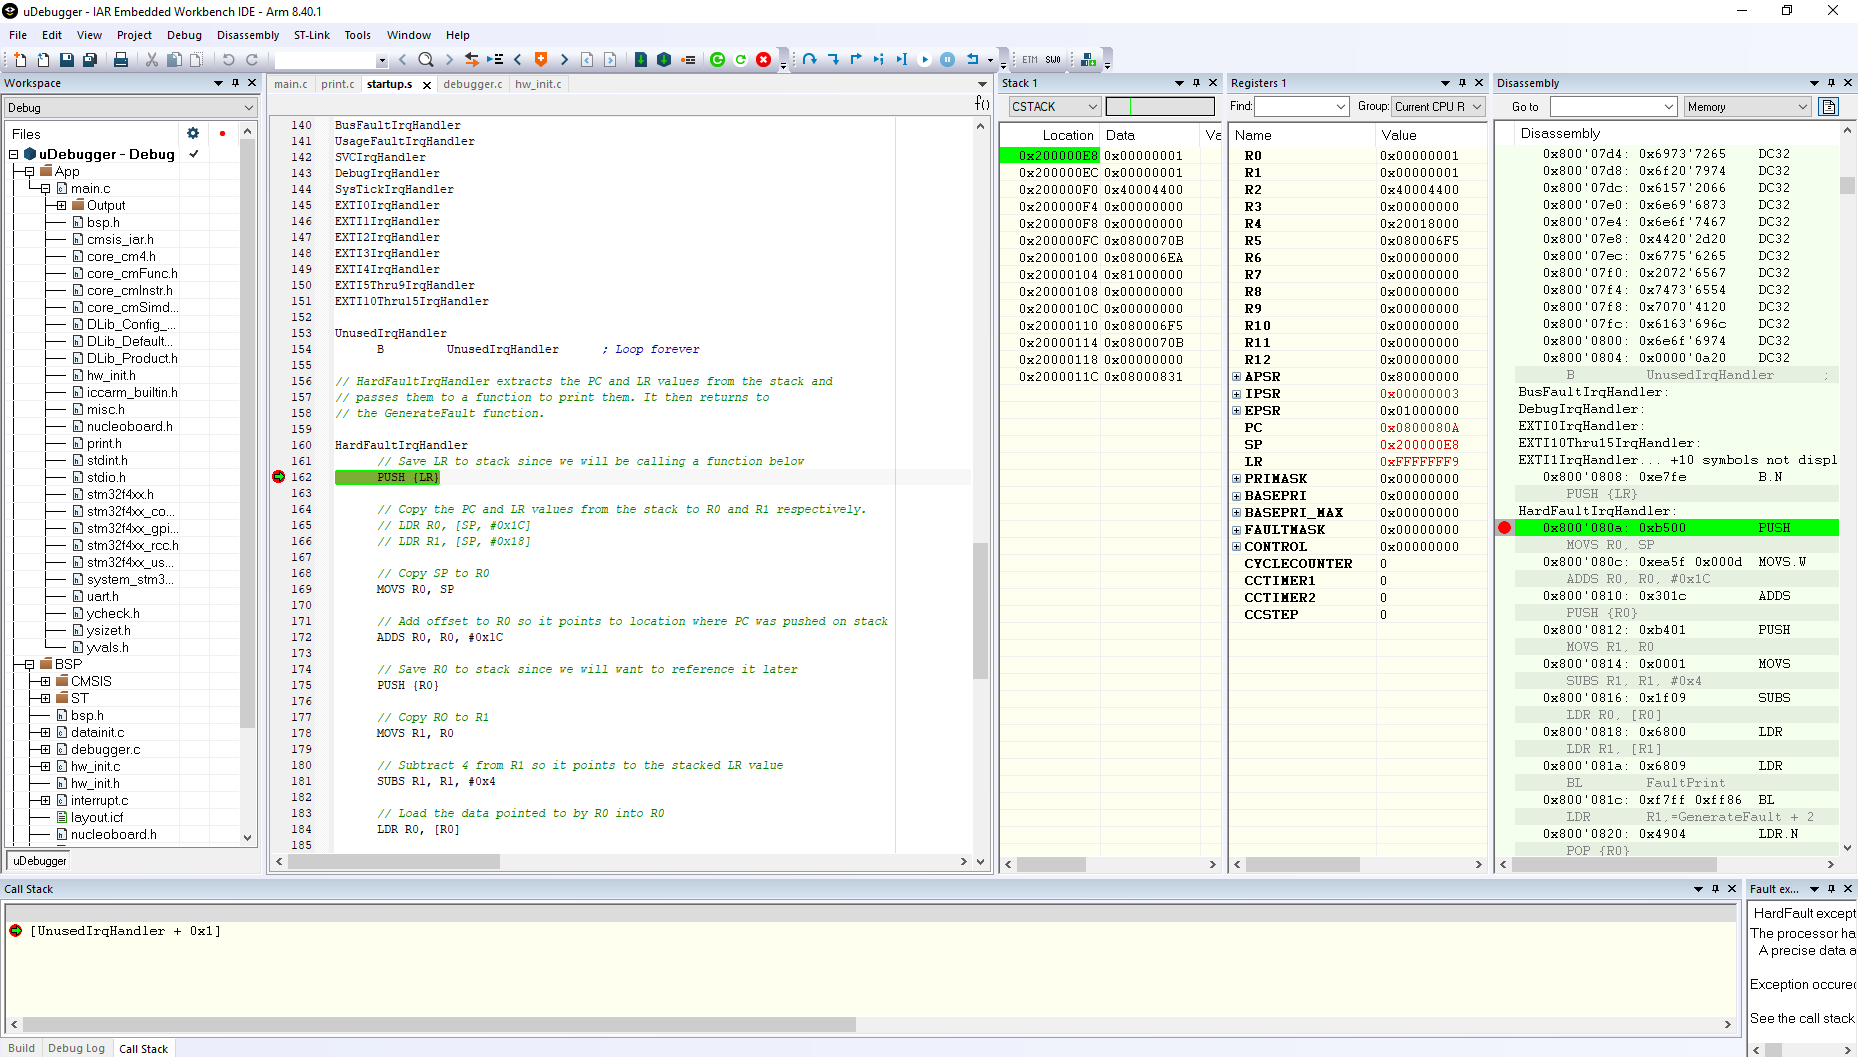 uDebugger - IAR Embedded Workbench IDE - Arm 8.40.1
File Edit View Project Debug Disassembly ST-Link Tools Window Help
ETM SWO
Workspace
Debug
Files
uDebugger - Debug
App
main.c
Output
bsp.h
cmsis_iar.h
core_cm4.h
core_cmFunc.h
core_cmInstr.h
core_cmSimd...
DLib_Config_...
DLib_Default...
DLib_Product.h
hw_init.h
iccarm_builtin.h
misc.h
nucleoboard.h
print.h
stdint.h
stdio.h
stm32f4xx.h
stm32f4xx_co...
stm32f4xx_gpi...
stm32f4xx_rcc.h
stm32f4xx_us...
system_stm3...
uart.h
ycheck.h
ysizet.h
yvals.h
BSP
CMSIS
ST
bsp.h
datainit.c
debugger.c
hw_init.c
hw_init.h
interrupt.c
layout.icf
nucleoboard.h
uDebugger
main.c print.c startup.s debugger.c hw_init.c
f()
140 BusFaultIrqHandler
141 UsageFaultIrqHandler
142 SVCIrqHandler
143 DebugIrqHandler
144 SysTickIrqHandler
145 EXTI0IrqHandler
146 EXTI1IrqHandler
147 EXTI2IrqHandler
148 EXTI3IrqHandler
149 EXTI4IrqHandler
150 EXTI5Thru9IrqHandler
151 EXTI10Thru15IrqHandler
152
153 UnusedIrqHandler
154 B UnusedIrqHandler ; Loop forever
155
156 // HardFaultIrqHandler extracts the PC and LR values from the stack and
157 // passes them to a function to print them. It then returns to
158 // the GenerateFault function.
159
160 HardFaultIrqHandler
161 // Save LR to stack since we will be calling a function below
162 PUSH {LR}
163
164 // Copy the PC and LR values from the stack to R0 and R1 respectively.
165 // LDR R0, [SP, #0x1C]
166 // LDR R1, [SP, #0x18]
167
168 // Copy SP to R0
169 MOVS R0, SP
170
171 // Add offset to R0 so it points to location where PC was pushed on stack
172 ADDS R0, R0, #0x1C
173
174 // Save R0 to stack since we will want to reference it later
175 PUSH {R0}
176
177 // Copy RO to R1
178 MOVS R1, R0
179
180 // Subtract 4 from R1 so it points to the stacked LR value
181 SUBS R1, R1, #0x4
182
183 // Load the data pointed to by R0 into R0
184 LDR R0, [R0]
185
Stack 1
CSTACK
Location Data Va
0x200000E8 0x00000001
0x200000EC 0x00000001
0x200000F0 0x40004400
0x200000F4 0x00000000
0x200000F8 0x00000000
0x200000FC 0x0800070B
0x20000100 0x080006EA
0x20000104 0x81000000
0x20000108 0x00000000
0x2000010C 0x00000000
0x20000110 0x080006F5
0x20000114 0x0800070B
0x20000118 0x00000000
0x2000011C 0x08000831
Registers 1
Find: Group: Current CPU R
Name Value
R0 0x00000001
R1 0x00000001
R2 0x40004400
R3 0x00000000
R4 0x20018000
R5 0x080006F5
R6 0x00000000
R7 0x00000000
R8 0x00000000
R9 0x00000000
R10 0x00000000
R11 0x00000000
R12 0x00000000
APSR 0x80000000
IPSR 0x00000003
EPSR 0x01000000
PC 0x0800080A
SP 0x200000E8
LR 0xFFFFFFF9
PRIMASK 0x00000000
BASEPRI 0x00000000
BASEPRI_MAX 0x00000000
FAULTMASK 0x00000000
CONTROL 0x00000000
CYCLECOUNTER 0
CCTIMER1 0
CCTIMER2 0
CCSTEP 0
Disassembly
Go to Memory
Disassembly
0x800'07d4: 0x6973'7265 DC32
0x800'07d8: 0x6f20'7974 DC32
0x800'07dc: 0x6157'2066 DC32
0x800'07e0: 0x6e69'6873 DC32
0x800'07e4: 0x6e6f'7467 DC32
0x800'07e8: 0x4420'2d20 DC32
0x800'07ec: 0x6775'6265 DC32
0x800'07f0: 0x2072'6567 DC32
0x800'07f4: 0x7473'6554 DC32
0x800'07f8: 0x7070'4120 DC32
0x800'07fc: 0x6163'696c DC32
0x800'0800: 0x6e6f'6974 DC32
0x800'0804: 0x0000'0a20 DC32
B UnusedIrqHandler ;
BusFaultIrqHandler:
DebugIrqHandler:
EXTI0IrqHandler:
EXTI10Thru15IrqHandler:
EXTI1IrqHandler... +10 symbols not displ
0x800'0808: 0xe7fe B.N
PUSH {LR}
HardFaultIrqHandler:
0x800'080a: 0xb500 PUSH
MOVS R0, SP
0x800'080c: 0xea5f 0x000d MOVS.W
ADDS R0, R0, #0x1C
0x800'0810: 0x301c ADDS
PUSH {R0}
0x800'0812: 0xb401 PUSH
MOVS R1, R0
0x800'0814: 0x0001 MOVS
SUBS R1, R1, #0x4
0x800'0816: 0x1f09 SUBS
LDR R0, [R0]
0x800'0818: 0x6800 LDR
LDR R1, [R1]
0x800'081a: 0x6809 LDR
BL FaultPrint
0x800'081c: 0xf7ff 0xff86 BL
LDR R1,=GenerateFault + 2
0x800'0820: 0x4904 LDR.N
POP {R0}
Call Stack
[UnusedIrqHandler + 0x1]
Build Debug Log Call Stack
Fault ex...
HardFault except
The processor ha
A precise data a
Exception occured
See the call stack